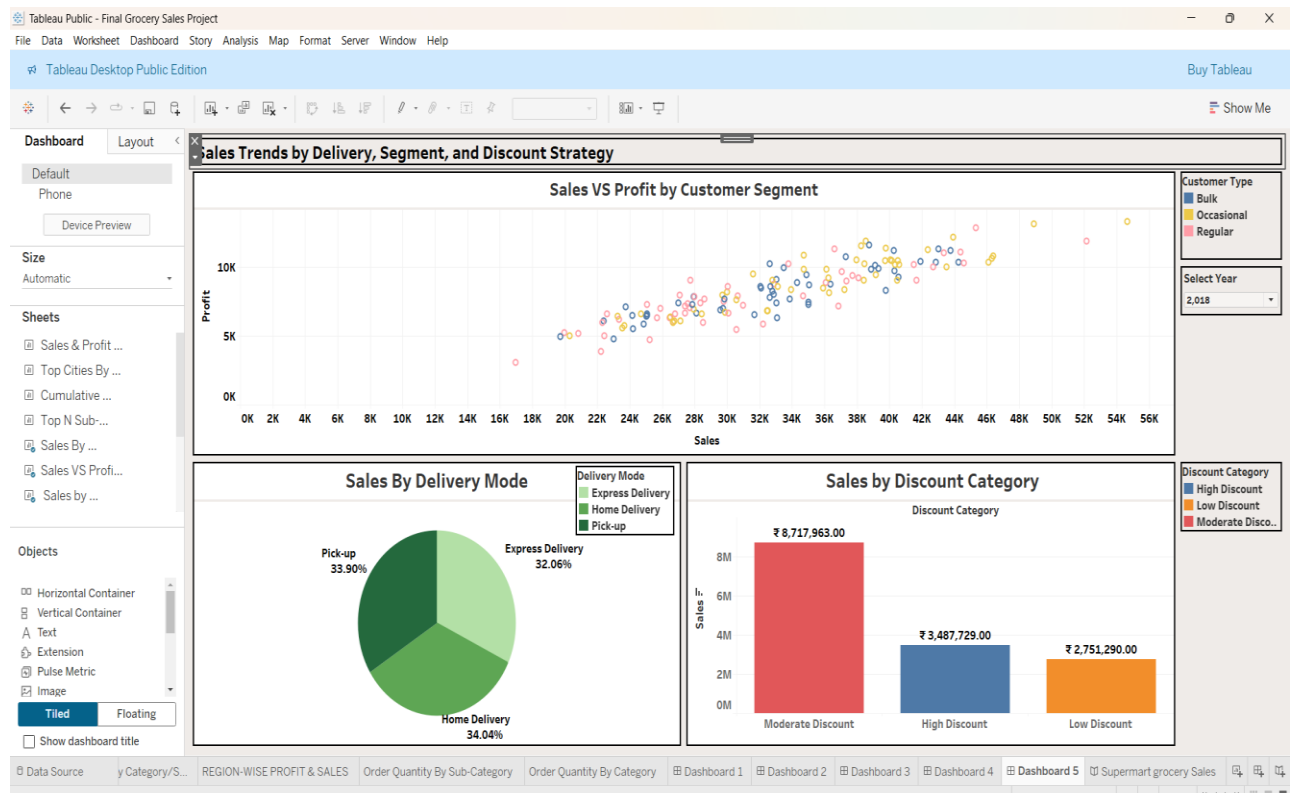 Tableau Public - Final Grocery Sales Project
File Data Worksheet Dashboard Story Analysis Map Format Server Window Help
Tableau Desktop Public Edition
Buy Tableau
Show Me
Dashboard Layout
Default
Phone
Device Preview
Size
Automatic
Sheets
Sales & Profit ...
Top Cities By ...
Cumulative ...
Top N Sub-...
Sales By ...
Sales VS Profi...
Sales by ...
Objects
Horizontal Container
Vertical Container
Text
Extension
Pulse Metric
Image
Tiled Floating
Show dashboard title
Sales Trends by Delivery, Segment, and Discount Strategy
Sales VS Profit by Customer Segment
Profit
10K
5K
0K
0K 2K 4K 6K 8K 10K 12K 14K 16K 18K 20K 22K 24K 26K 28K 30K 32K 34K 36K 38K 40K 42K 44K 46K 48K 50K 52K 54K 56K
Sales
Customer Type
Bulk
Occasional
Regular
Select Year
2,018
Sales By Delivery Mode
Delivery Mode
Express Delivery
Home Delivery
Pick-up
Pick-up
33.90%
Express Delivery
32.06%
Home Delivery
34.04%
Sales by Discount Category
Discount Category
Sales
8M
6M
4M
2M
0M
₹ 8,717,963.00
₹ 3,487,729.00
₹ 2,751,290.00
Moderate Discount High Discount Low Discount
Discount Category
High Discount
Low Discount
Moderate Disco..
Data Source y Category/S... REGION-WISE PROFIT & SALES Order Quantity By Sub-Category Order Quantity By Category Dashboard 1 Dashboard 2 Dashboard 3 Dashboard 4 Dashboard 5 Supermart grocery Sales